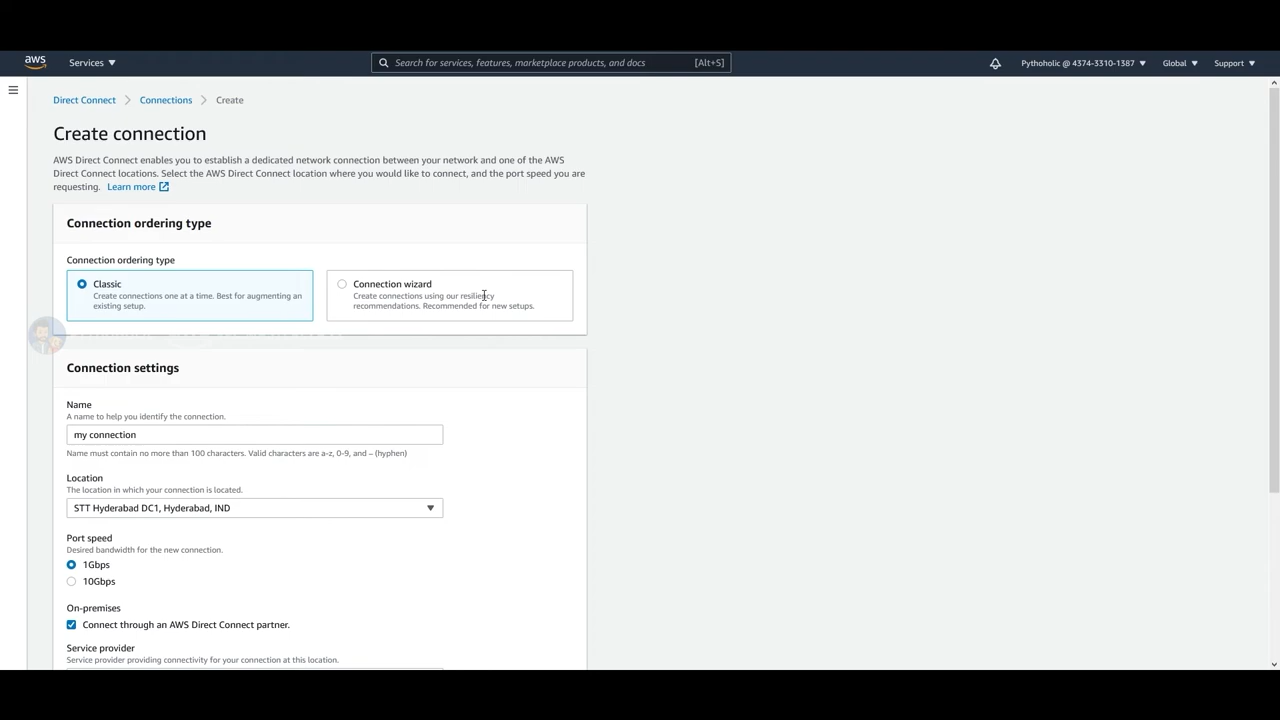 aws
Services
Search for services, features, marketplace products, and docs [Alt+S]
Pythoholic @ 4374-3310-1387
Global
Support
Direct Connect > Connections > Create
Create connection
AWS Direct Connect enables you to establish a dedicated network connection between your network and one of the AWS
Direct Connect locations. Select the AWS Direct Connect location where you would like to connect, and the port speed you are
requesting. Learn more
Connection ordering type
Connection ordering type
Classic
Create connections one at a time. Best for augmenting an
existing setup.
Connection wizard
Create connections using our resiliency
recommendations. Recommended for new setups.
Connection settings
Name
A name to help you identify the connection.
my connection
Name must contain no more than 100 characters. Valid characters are a-z, 0-9, and – (hyphen)
Location
The location in which your connection is located.
STT Hyderabad DC1, Hyderabad, IND
Port speed
Desired bandwidth for the new connection.
1Gbps
10Gbps
On-premises
Connect through an AWS Direct Connect partner.
Service provider
Service provider providing connectivity for your connection at this location.